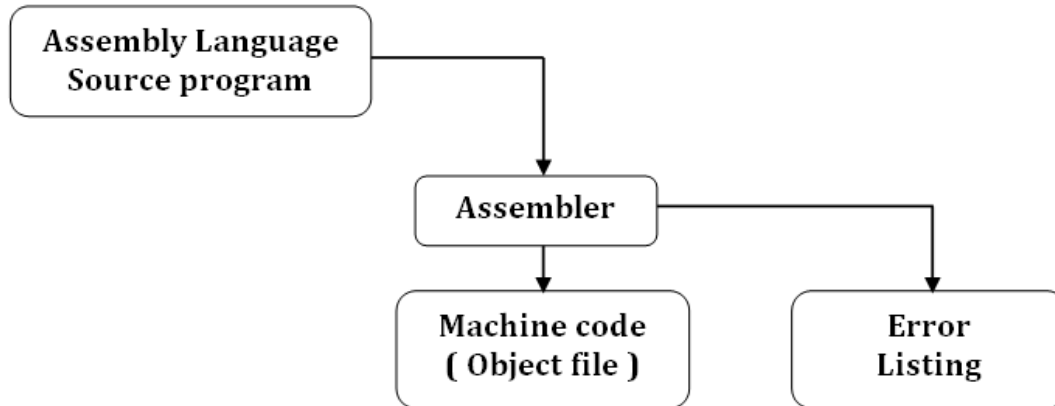 Assembly Language
Source program
Assembler
Machine code
( Object file )
Error
Listing